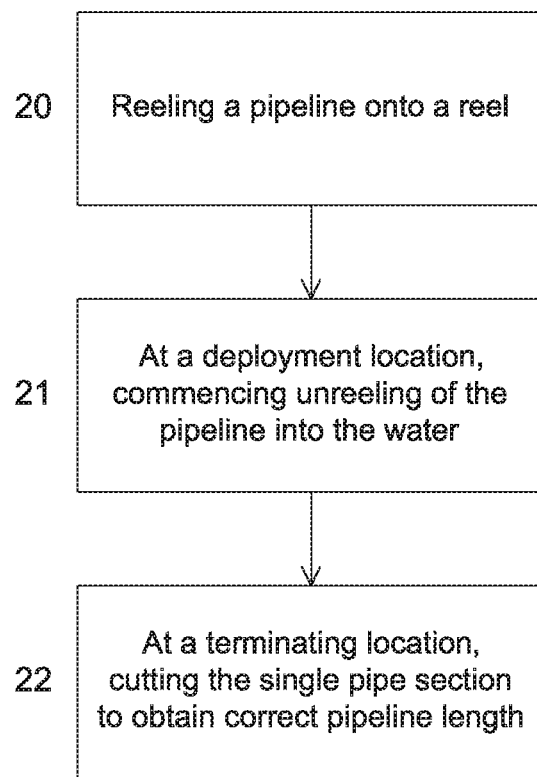 20
Reeling a pipeline onto a reel
21
At a deployment location,
commencing unreeling of the
pipeline into the water
22
At a terminating location,
cutting the single pipe section
to obtain correct pipeline length